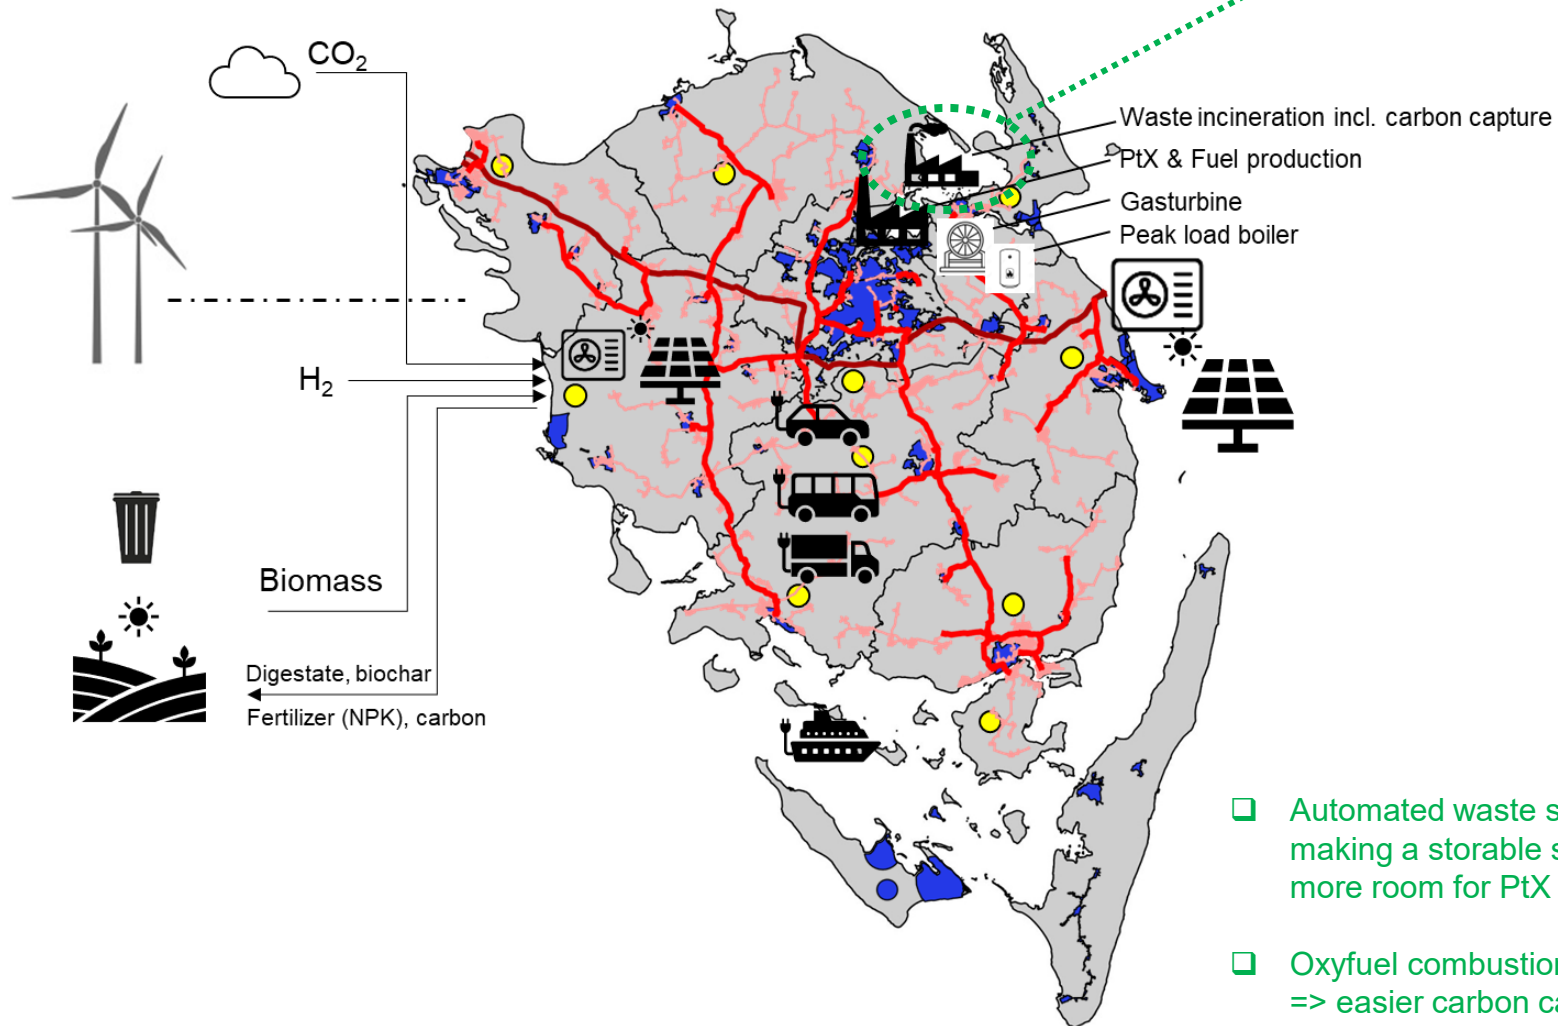 CO₂
Waste incineration incl. carbon capture
PtX & Fuel production
Gasturbine
Peak load boiler
H₂
Biomass
Digestate, biochar
Fertilizer (NPK), carbon
Automated waste s
making a storable s
more room for PtX
Oxyfuel combustion
=> easier carbon ca